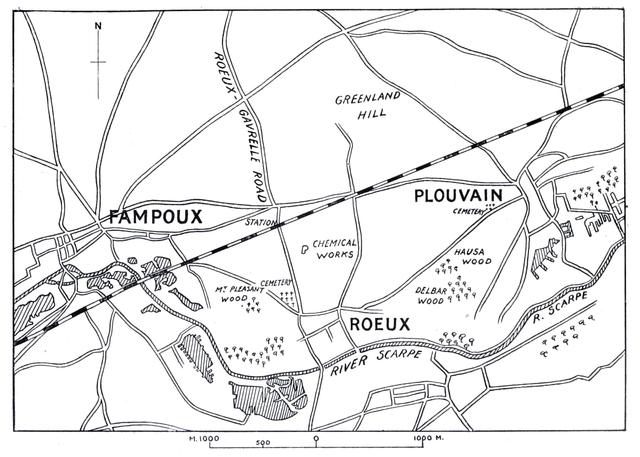 N
ROEUX-GAVRELLE ROAD
GREENLAND
HILL
FAMPOUX
STATION
PLOUVAIN
CEMETERY
CHEMICAL
WORKS
HAUSA
WOOD
DELBAR
WOOD
MT PLEASANT
WOOD
CEMETERY
ROEUX
RIVER SCARPE
R. SCARPE
M. 1000 500 0 1000 M.